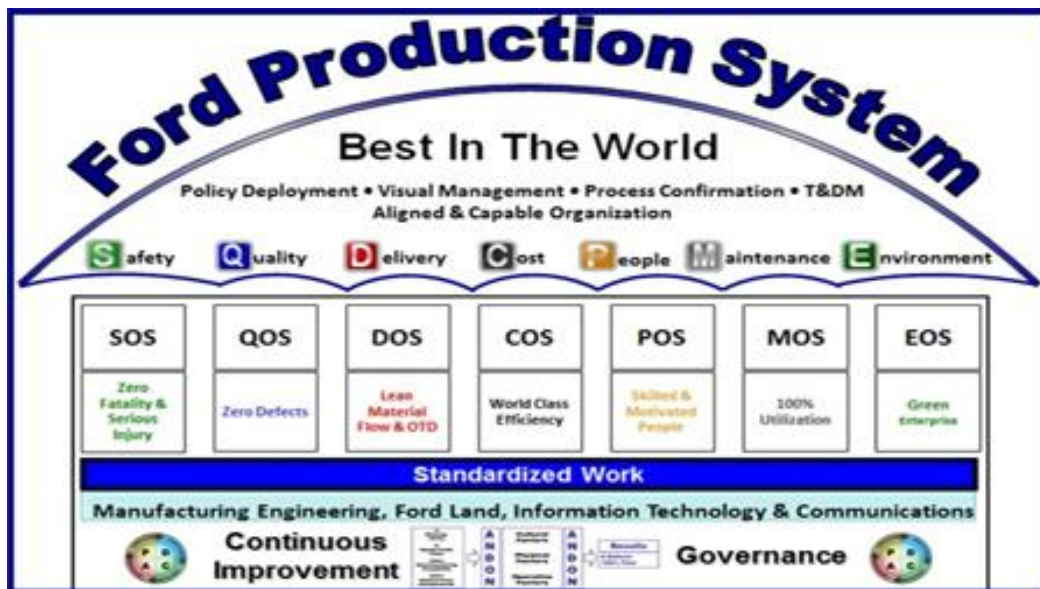 Ford Production System
Best In The World
Policy Deployment • Visual Management • Process Confirmation • T&DM
Aligned & Capable Organization
Safety Quality Delivery Cost People Maintenance Environment
SOS QOS DOS COS POS MOS EOS
Zero
Fatality &
Serious
Injury
Zero Defects
Lean
Material
Flow & OTD
World Class
Efficiency
Skilled &
Motivated
People
100%
Utilization
Green
Enterprise
Standardized Work
Manufacturing Engineering, Ford Land, Information Technology & Communications
Continuous
Improvement
ANDON
ANDON
Results
Governance
P D
A C
P D
A C